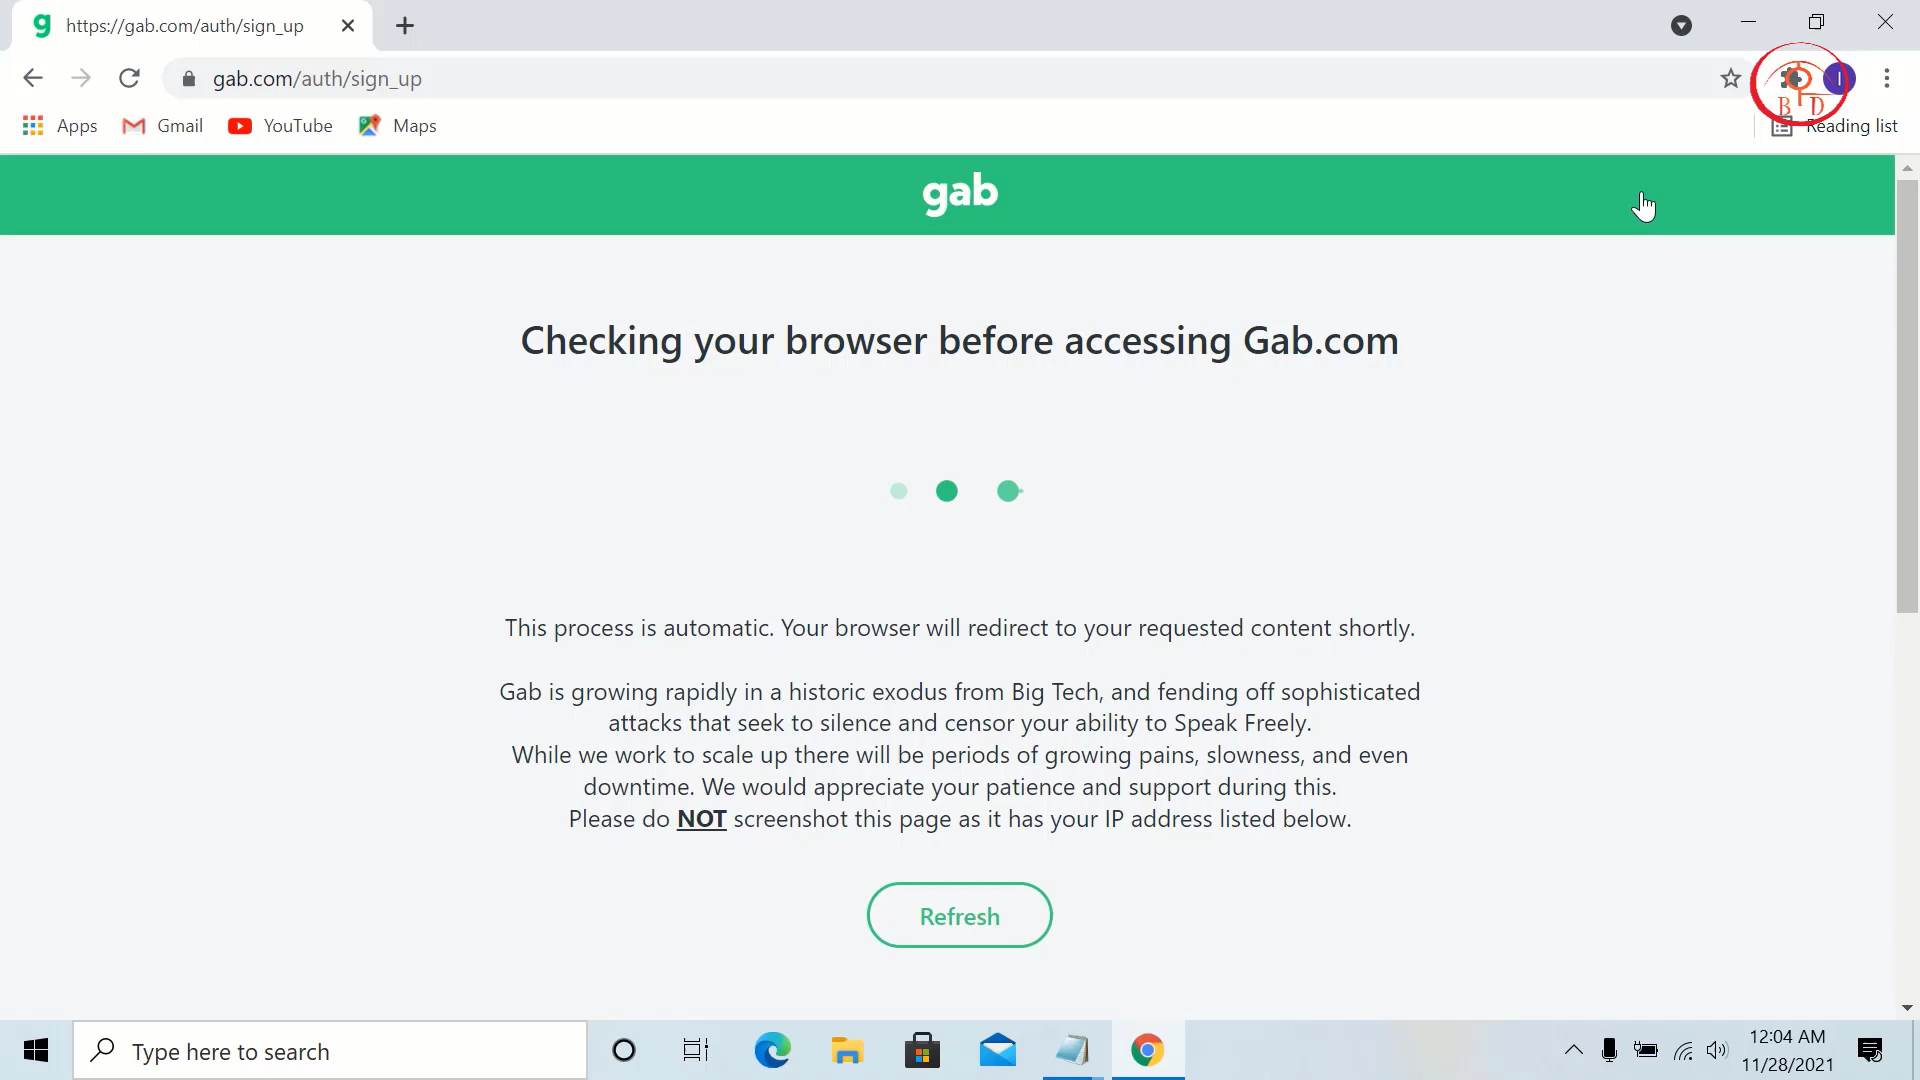 https://gab.com/auth/sign_up
gab.com/auth/sign_up
I
B D
Apps Gmail YouTube Maps
Reading list
gab
Checking your browser before accessing Gab.com
This process is automatic. Your browser will redirect to your requested content shortly.
Gab is growing rapidly in a historic exodus from Big Tech, and fending off sophisticated
attacks that seek to silence and censor your ability to Speak Freely.
While we work to scale up there will be periods of growing pains, slowness, and even
downtime. We would appreciate your patience and support during this.
Please do NOT screenshot this page as it has your IP address listed below.
Refresh
Type here to search
12:04 AM
11/28/2021